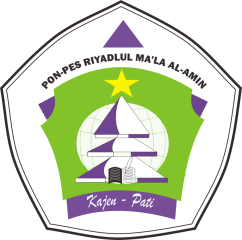 PON-PES RIYADLUL MA'LA AL-AMIN
Kajen - Pati